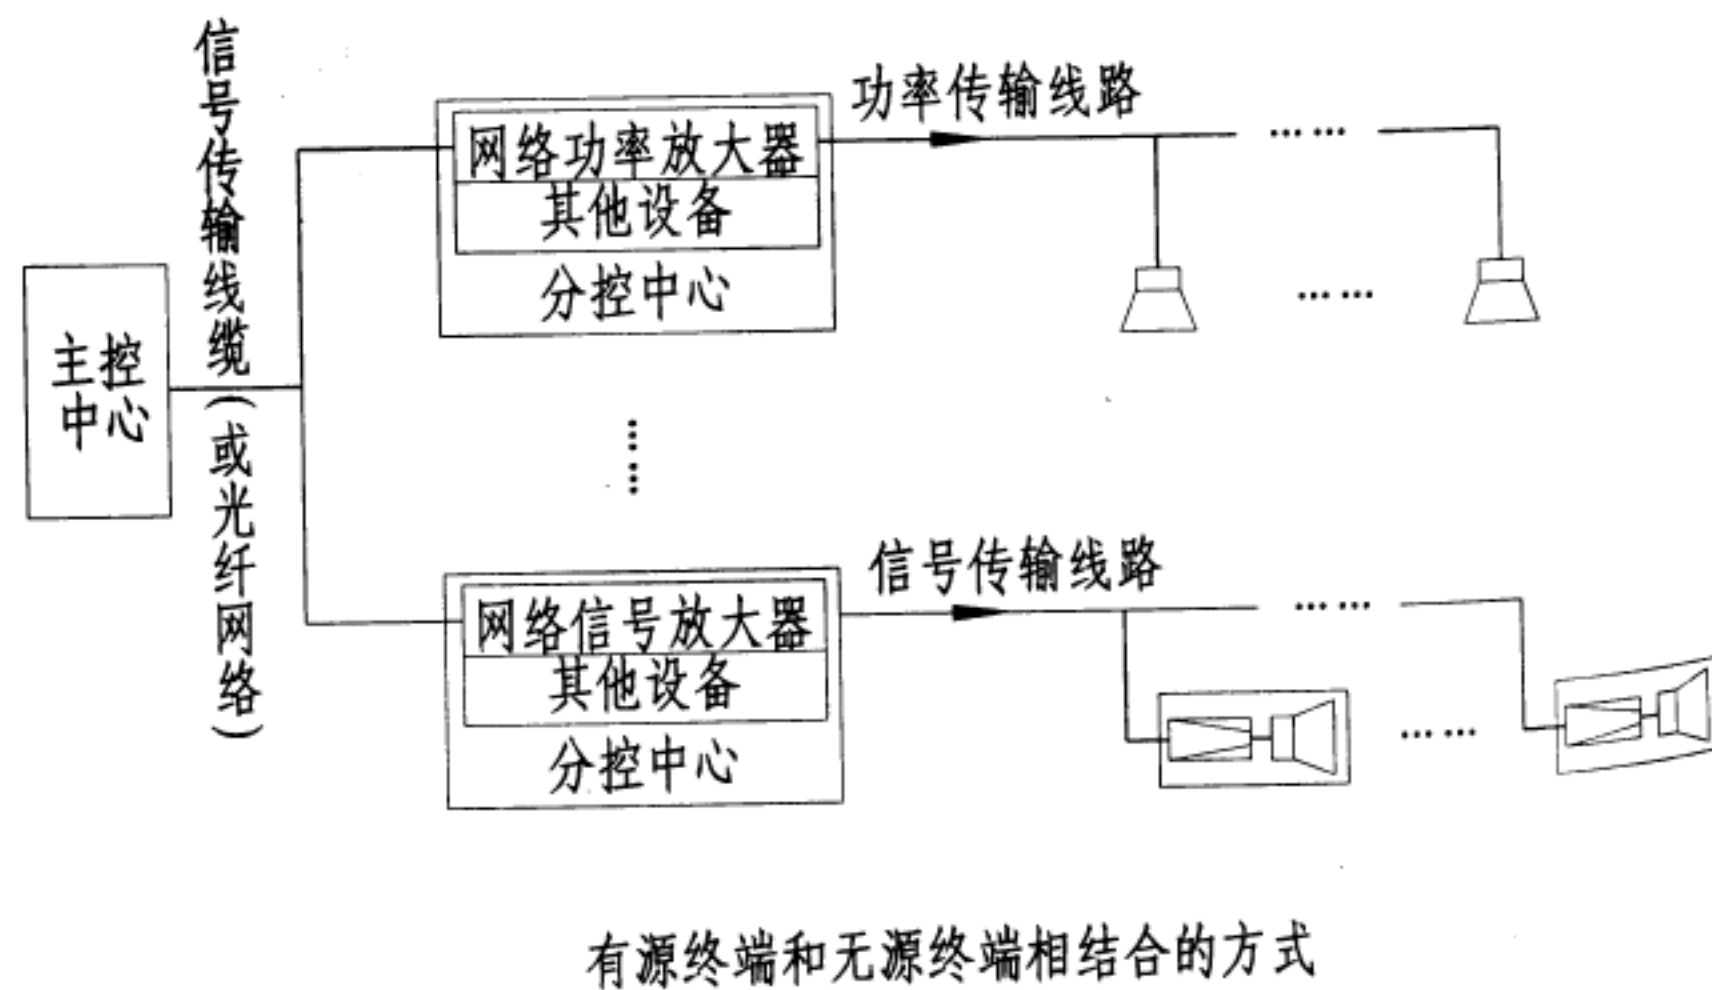 信号传输线缆(或光纤网络)
主控
中心
网络功率放大器
其他设备
分控中心
功率传输线路
…… ……
…… ……
……
网络信号放大器
其他设备
分控中心
信号传输线路
…… ……
…… ……
有源终端和无源终端相结合的方式